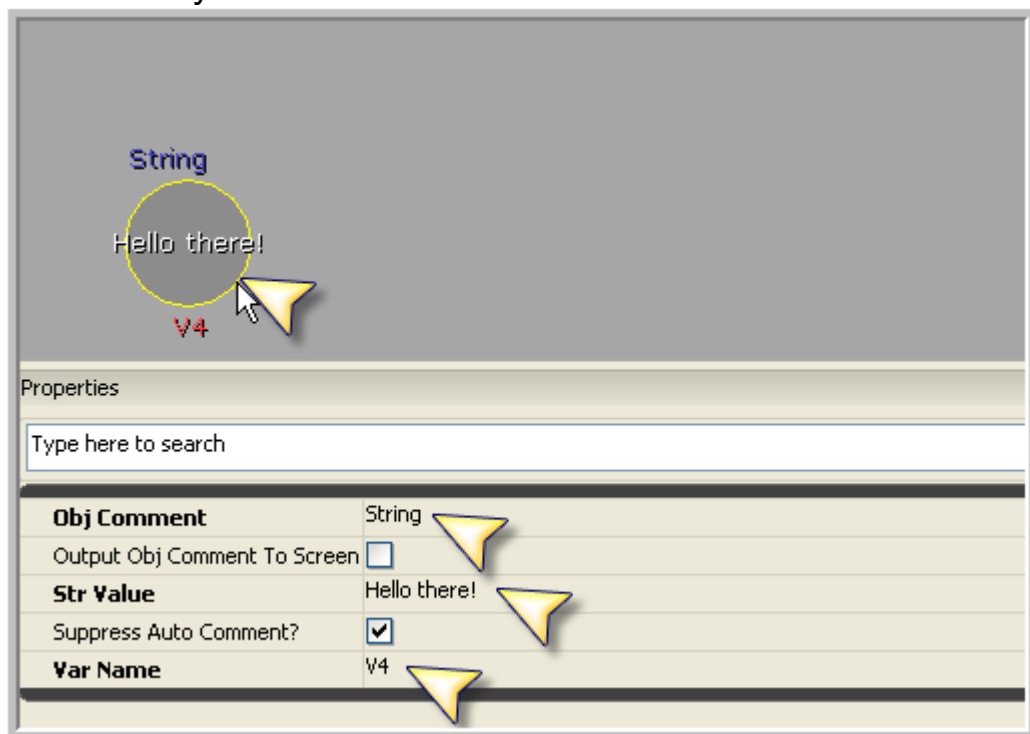 String
Hello there!
V4
Properties
Type here to search
Obj Comment String
Output Obj Comment To Screen
Str Value Hello there!
Suppress Auto Comment?
Var Name V4